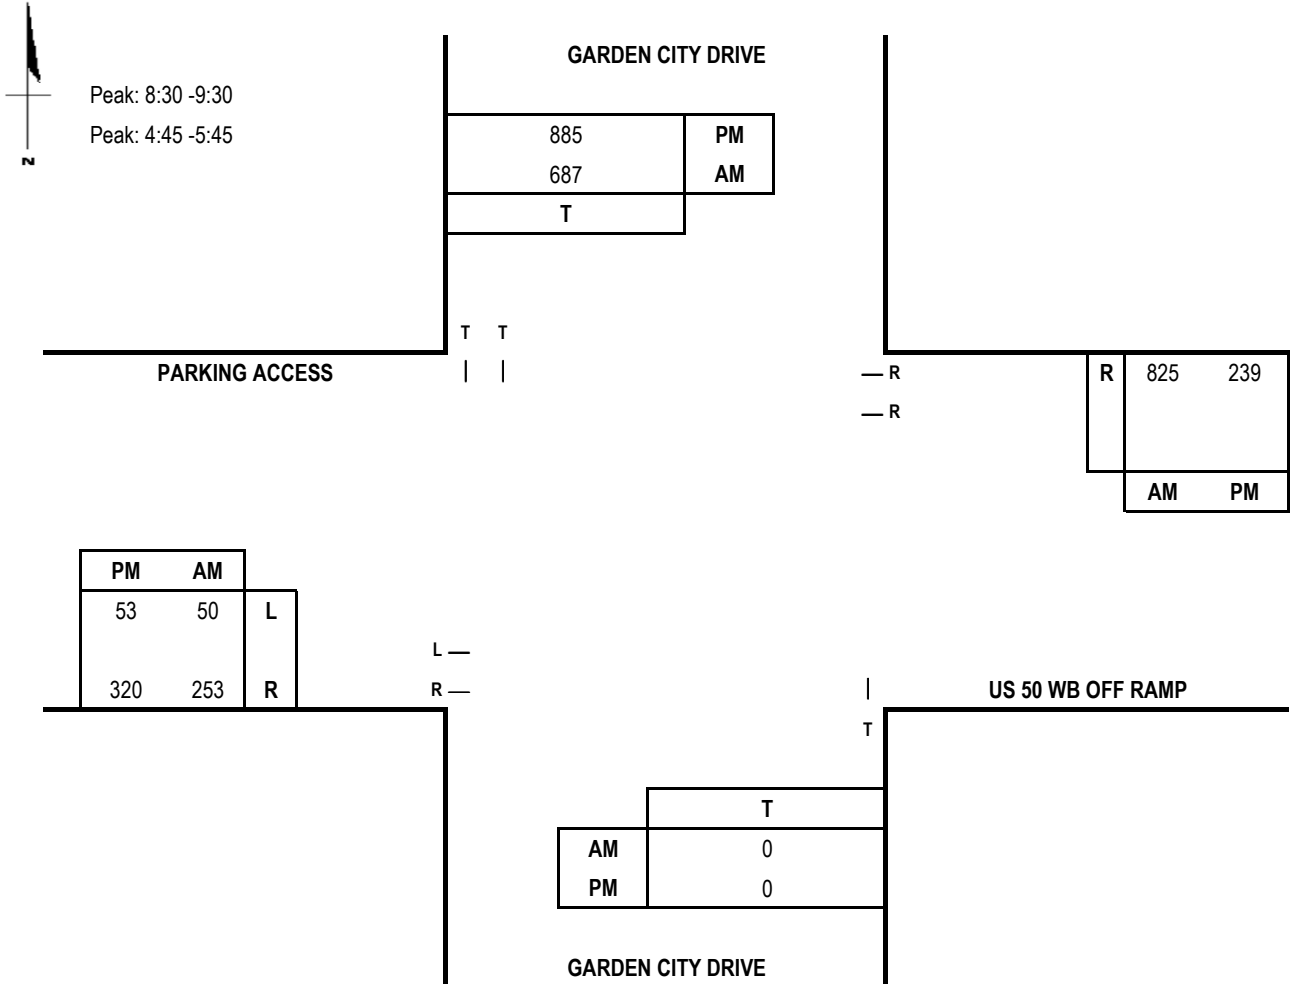 GARDEN CITY DRIVE
Peak: 8:30 -9:30
Peak: 4:45 -5:45
885 PM
687 AM
T
T T
PARKING ACCESS
R
R
R 825 239
AM PM
PM AM
53 50 L
320 253 R
L
R
US 50 WB OFF RAMP
T
T
AM 0
PM 0
GARDEN CITY DRIVE
N